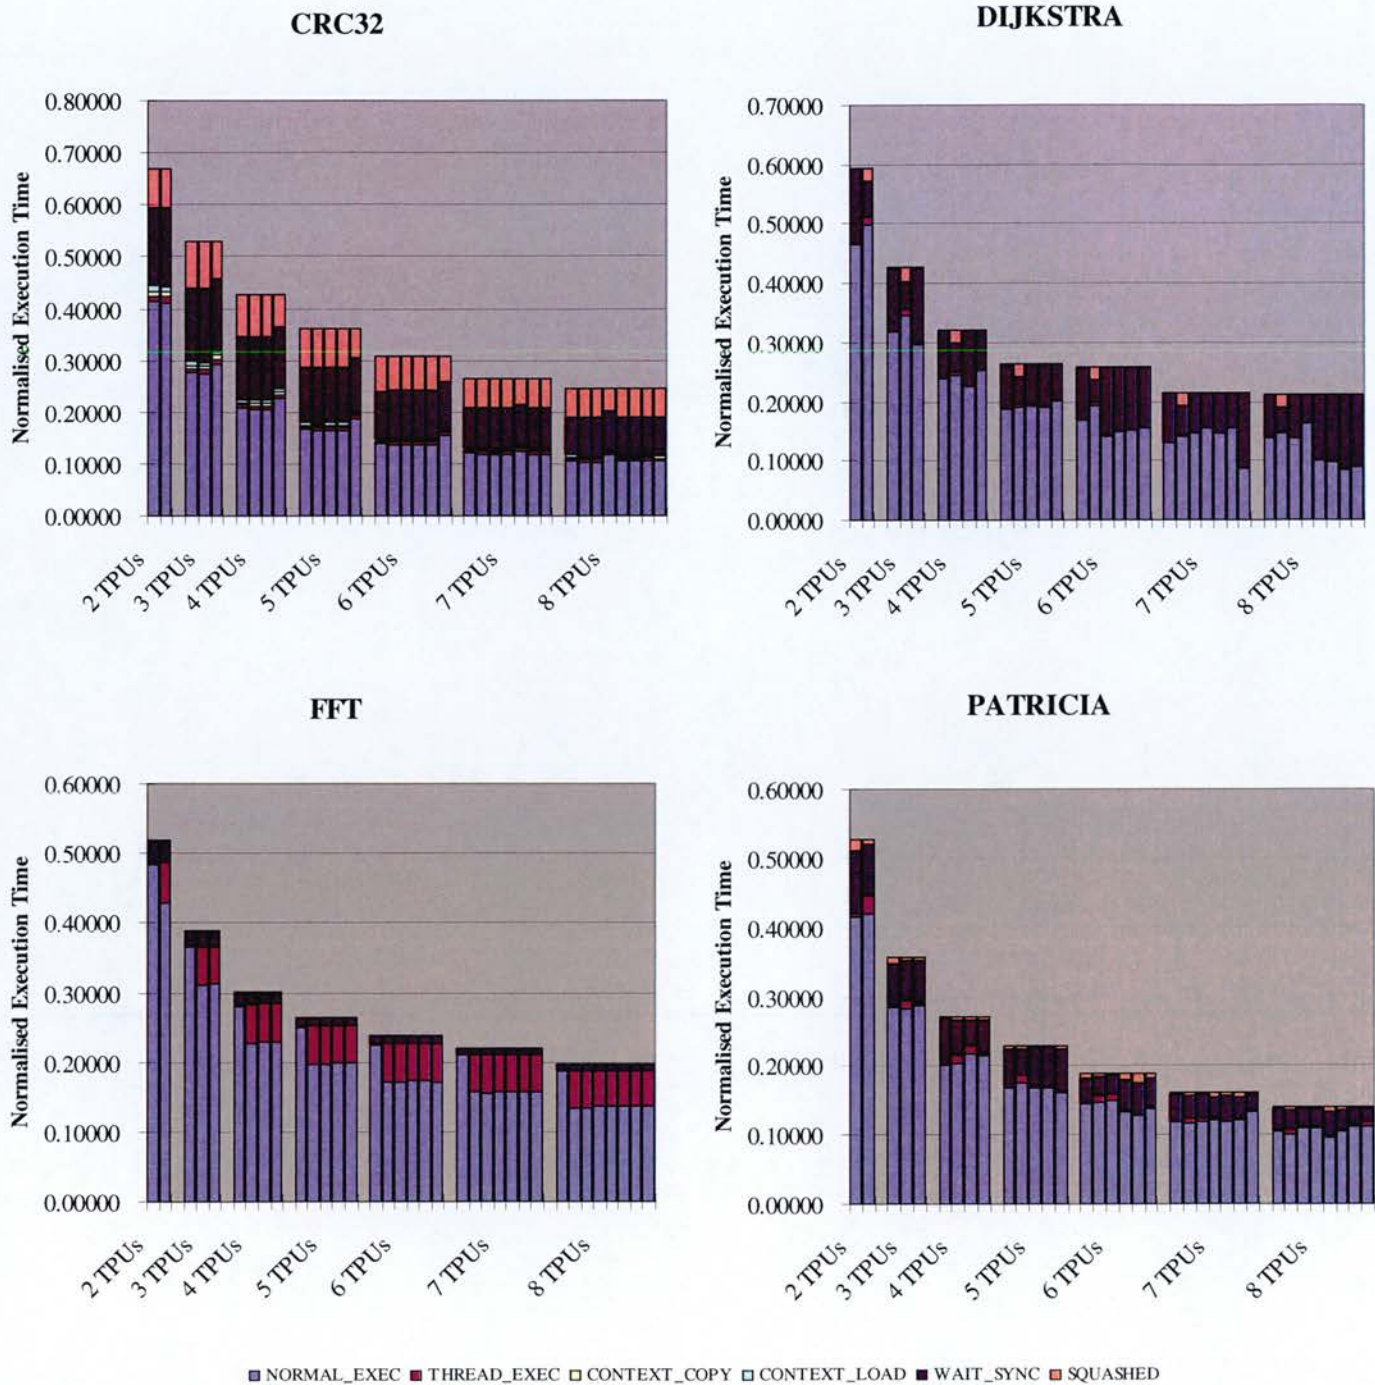 CRC32
Normalised Execution Time
0.80000
0.70000
0.60000
0.50000
0.40000
0.30000
0.20000
0.10000
0.00000
2 TPUs
3 TPUs
4 TPUs
5 TPUs
6 TPUs
7 TPUs
8 TPUs
DIJKSTRA
Normalised Execution Time
0.70000
0.60000
0.50000
0.40000
0.30000
0.20000
0.10000
0.00000
2 TPUs
3 TPUs
4 TPUs
5 TPUs
6 TPUs
7 TPUs
8 TPUs
FFT
Normalised Execution Time
0.60000
0.50000
0.40000
0.30000
0.20000
0.10000
0.00000
2 TPUs
3 TPUs
4 TPUs
5 TPUs
6 TPUs
7 TPUs
8 TPUs
PATRICIA
Normalised Execution Time
0.60000
0.50000
0.40000
0.30000
0.20000
0.10000
0.00000
2 TPUs
3 TPUs
4 TPUs
5 TPUs
6 TPUs
7 TPUs
8 TPUs
NORMAL_EXEC THREAD_EXEC CONTEXT_COPY CONTEXT_LOAD WAIT_SYNC SQUASHED